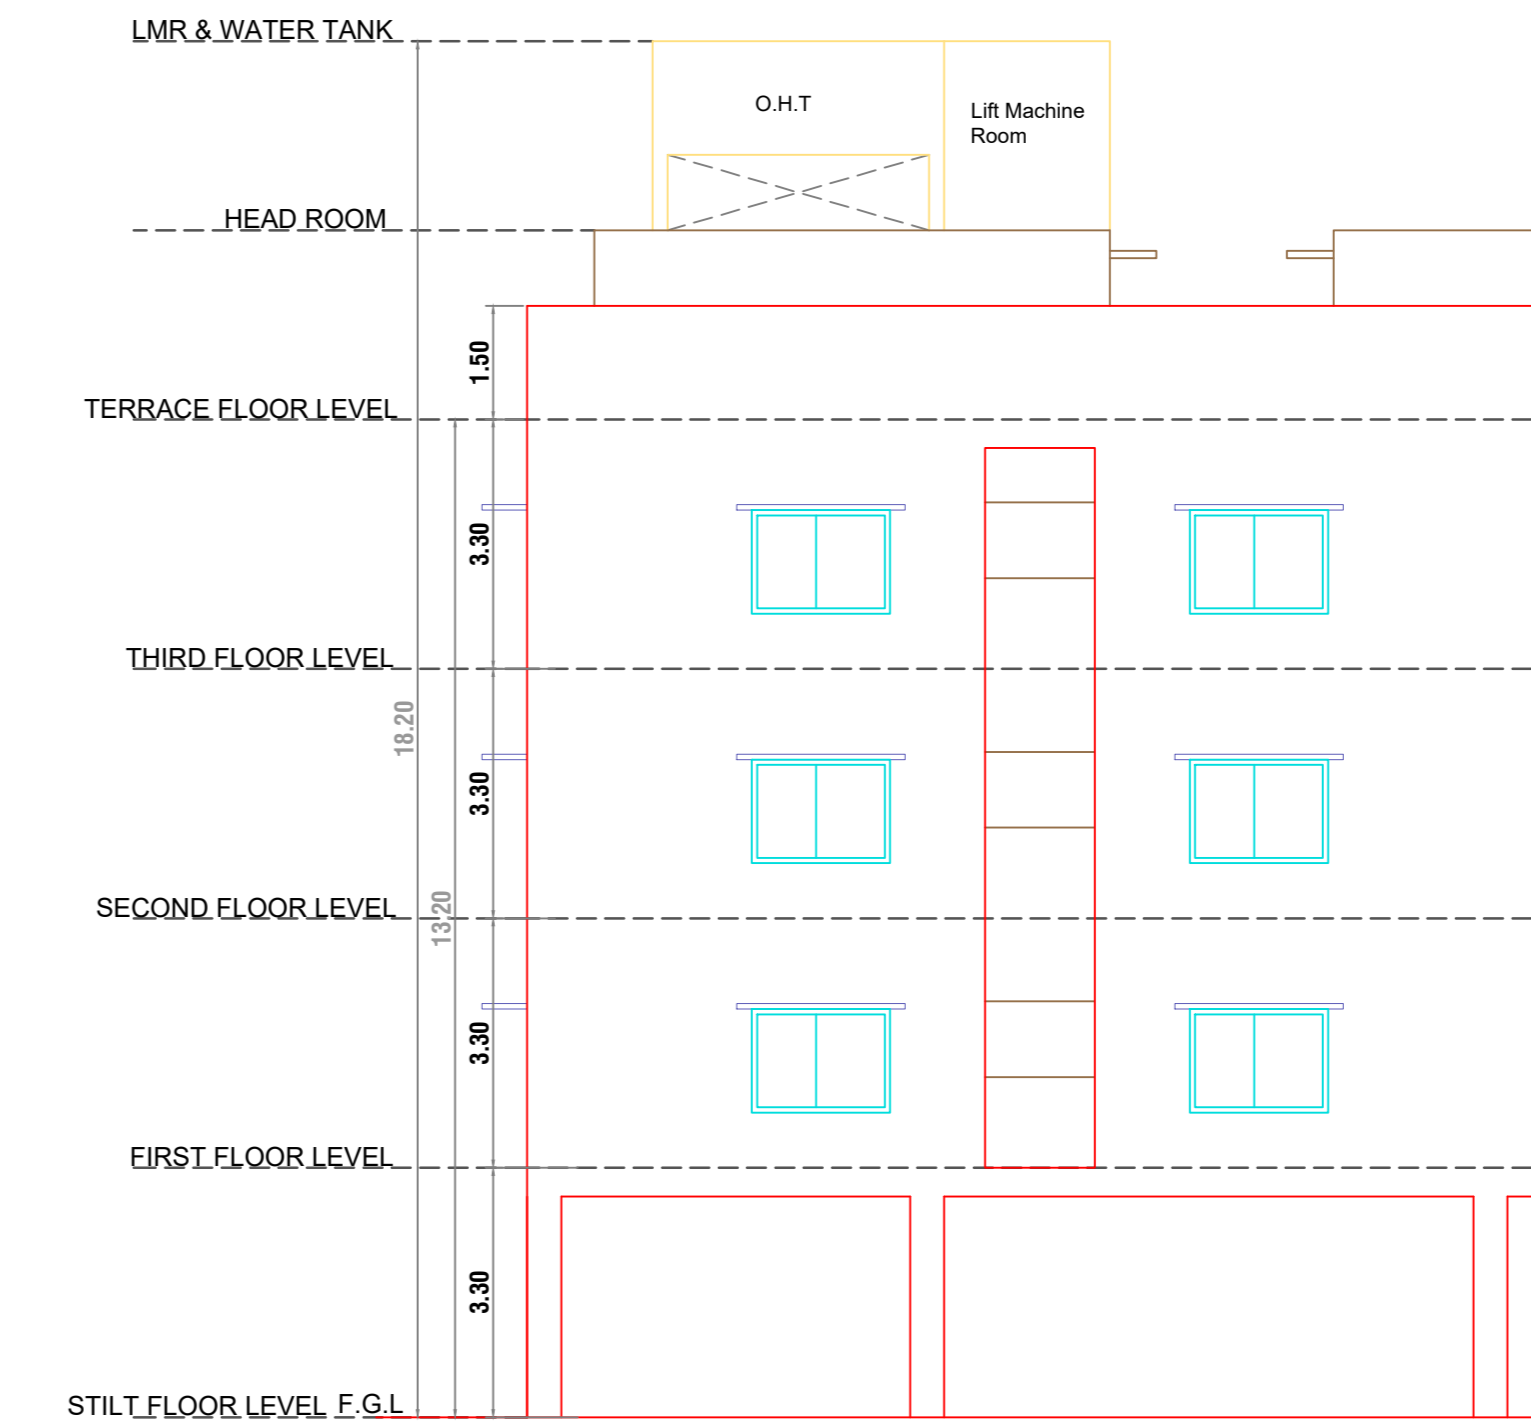 LMR & WATER TANK
O.H.T
Lift Machine
Room
HEAD ROOM
1.50
TERRACE FLOOR LEVEL
3.30
THIRD FLOOR LEVEL
18.20
3.30
13.20
SECOND FLOOR LEVEL
3.30
FIRST FLOOR LEVEL
3.30
STILT FLOOR LEVEL F.G.L